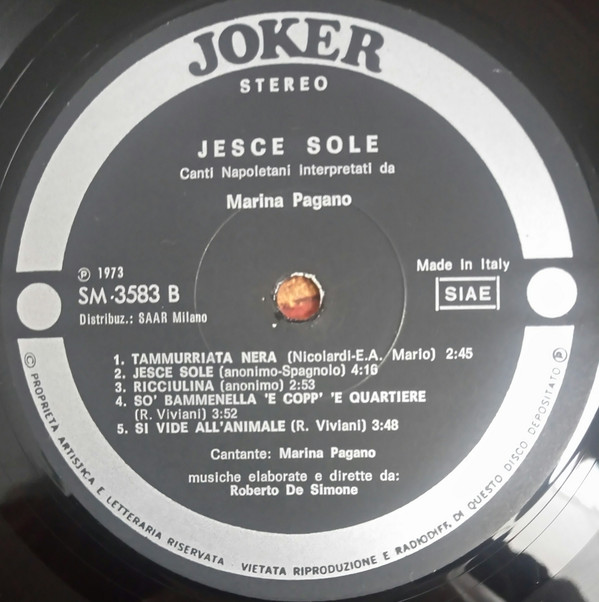 JOKER
STEREO
JESCE SOLE
Canti Napoletani Interpretati da
Marina Pagano
Ⓟ 1973
SM-3583 B
Distribuz.: SAAR Milano
Made In Italy
SIAE
1. TAMMURRIATA NERA (Nicolardi-E.A. Mario) 2:45
2. JESCE SOLE (anonimo-Spagnolo) 4:16
3. RICCIULINA (anonimo) 2:53
4. SO' BAMMENELLA 'E COPP' 'E QUARTIERE
(R. Viviani) 3:52
5. SI VIDE ALL'ANIMALE (R. Viviani) 3:48
Cantante: Marina Pagano
musiche elaborate e dirette da:
Roberto De Simone
© PROPRIETA ARTISTICA E LETTERARIA RISERVATA VIETATA RIPRODUZIONE E RADIODIFF. DI QUESTO DISCO DEPOSITATO Ⓟ